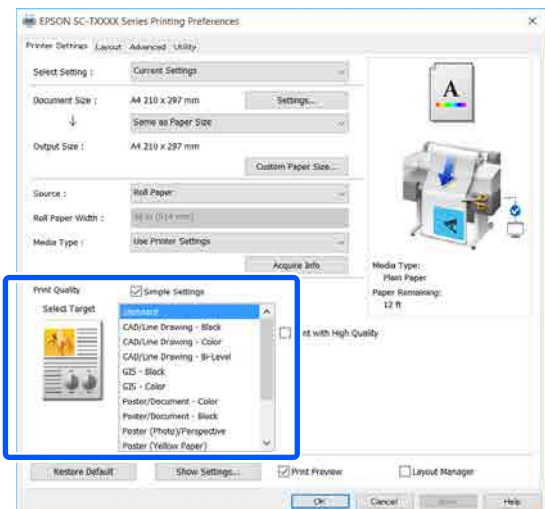 EPSON SC-TXXXX Series Printing Preferences
Printer Settings Layout Advanced Utility
Select Setting : Current Settings
Document Size : A4 210 x 297 mm Settings...
Same as Paper Size
Output Size : A4 210 x 297 mm
Custom Paper Size...
Source : Roll Paper
Roll Paper Width :
Media Type : Use Printer Settings
Acquire Info
Media Type:
Plain Paper
Paper Remaining:
12 ft
Print Quality Simple Settings
Select Target
Standard
CAD/Line Drawing - Black
CAD/Line Drawing - Color
CAD/Line Drawing - Bi-Level
GIS - Black
GIS - Color
Poster/Document - Color
Poster/Document - Black
Poster (Photo)/Perspective
Poster (Yellow Paper)
nt with High Quality
Restore Default Show Settings... Print Preview Layout Manager
OK Cancel Help
A